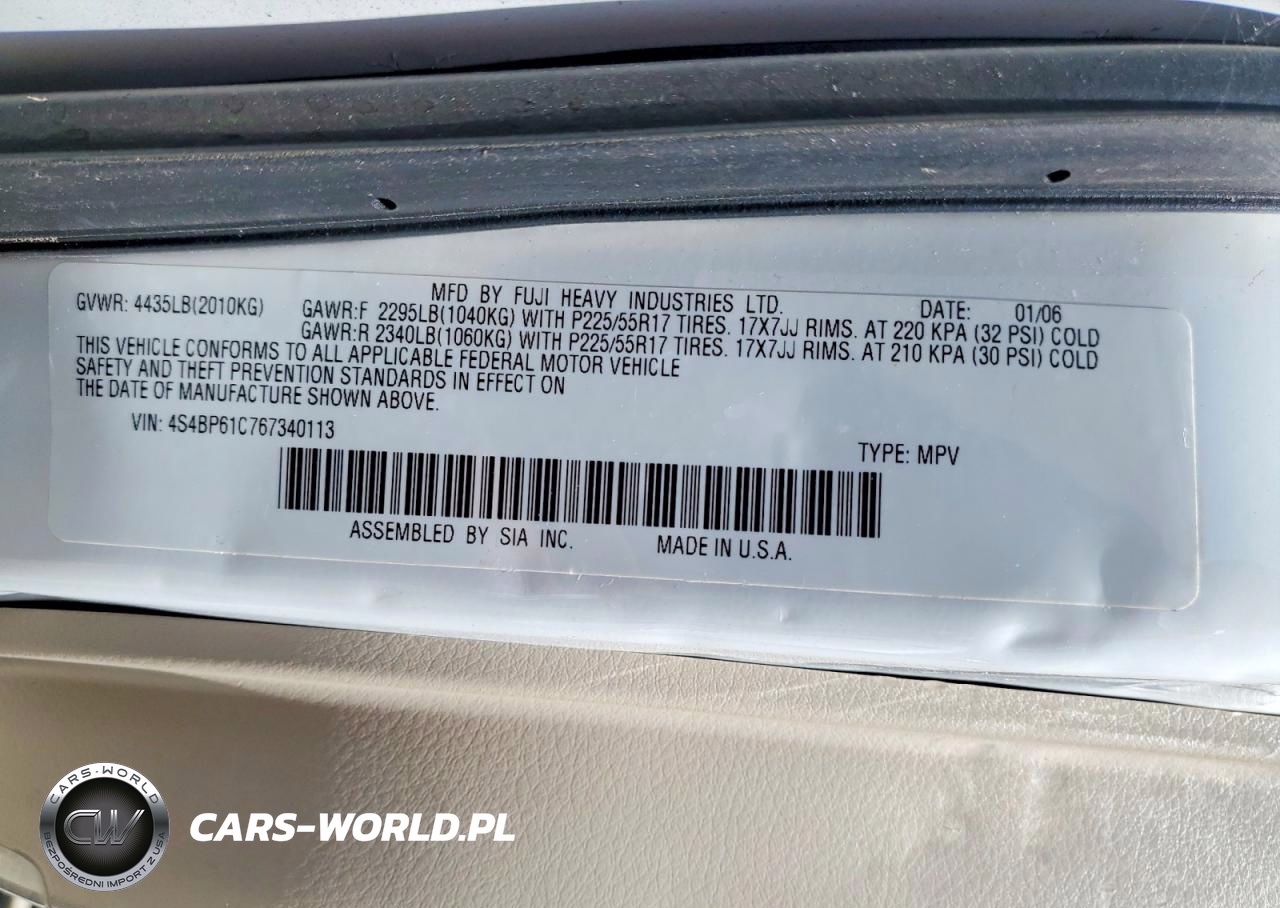 MFD BY FUJI HEAVY INDUSTRIES LTD. DATE: 01/06
GVWR: 4435LB(2010KG) GAWR:F 2295LB(1040KG) WITH P225/55R17 TIRES. 17X7JJ RIMS. AT 220 KPA (32 PSI) COLD
GAWR:R 2340LB(1060KG) WITH P225/55R17 TIRES. 17X7JJ RIMS. AT 210 KPA (30 PSI) COLD
THIS VEHICLE CONFORMS TO ALL APPLICABLE FEDERAL MOTOR VEHICLE
SAFETY AND THEFT PREVENTION STANDARDS IN EFFECT ON
THE DATE OF MANUFACTURE SHOWN ABOVE.
VIN: 4S4BP61C767340113
TYPE: MPV
ASSEMBLED BY SIA INC. MADE IN U.S.A.
CARS-WORLD
CW
BEZPOŚREDNI IMPORT Z USA
CARS-WORLD.PL